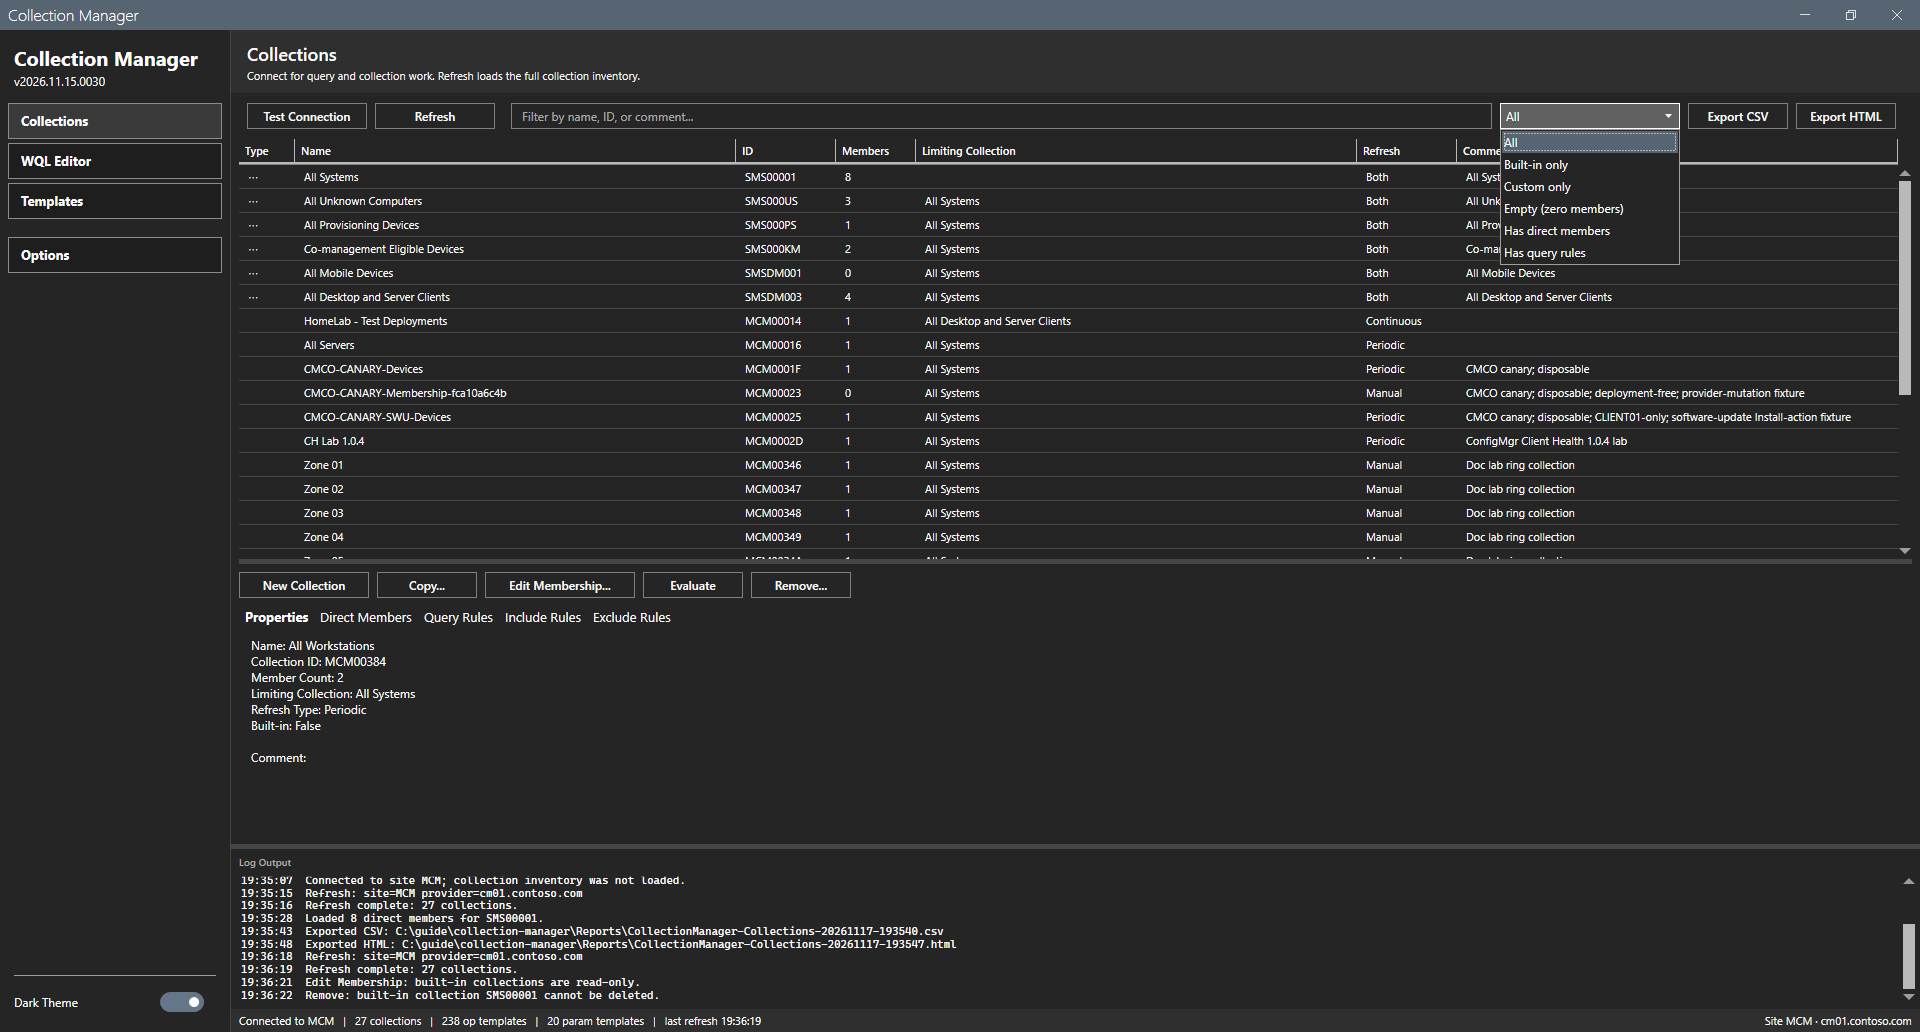 Collection Manager
Collection Manager
v2026.11.15.0030
Collections
WQL Editor
Templates
Options
Dark Theme
Collections
Connect for query and collection work. Refresh loads the full collection inventory.
Test Connection Refresh Filter by name, ID, or comment... All Export CSV Export HTML
All
Built-in only
Custom only
Empty (zero members)
Has direct members
Has query rules
Type Name ID Members Limiting Collection Refresh Comme
... All Systems SMS00001 8 Both All Syst
... All Unknown Computers SMS000US 3 All Systems Both All Unk
... All Provisioning Devices SMS000PS 1 All Systems Both All Prov
... Co-management Eligible Devices SMS000KM 2 All Systems Both Co-ma
... All Mobile Devices SMSDM001 0 All Systems Both All Mobile Devices
... All Desktop and Server Clients SMSDM003 4 All Systems Both All Desktop and Server Clients
HomeLab - Test Deployments MCM00014 1 All Desktop and Server Clients Continuous
All Servers MCM00016 1 All Systems Periodic
CMCO-CANARY-Devices MCM0001F 1 All Systems Periodic CMCO canary; disposable
CMCO-CANARY-Membership-fca10a6c4b MCM00023 0 All Systems Manual CMCO canary; disposable; deployment-free; provider-mutation fixture
CMCO-CANARY-SWU-Devices MCM00025 1 All Systems Periodic CMCO canary; disposable; CLIENT01-only; software-update Install-action fixture
CH Lab 1.0.4 MCM0002D 1 All Systems Periodic ConfigMgr Client Health 1.0.4 lab
Zone 01 MCM00346 1 All Systems Manual Doc lab ring collection
Zone 02 MCM00347 1 All Systems Manual Doc lab ring collection
Zone 03 MCM00348 1 All Systems Manual Doc lab ring collection
Zone 04 MCM00349 1 All Systems Manual Doc lab ring collection
New Collection Copy... Edit Membership... Evaluate Remove...
Properties Direct Members Query Rules Include Rules Exclude Rules
Name: All Workstations
Collection ID: MCM00384
Member Count: 2
Limiting Collection: All Systems
Refresh Type: Periodic
Built-in: False
Comment:
Log Output
19:35:07 Connected to site MCM; collection inventory was not loaded.
19:35:15 Refresh: site=MCM provider=cm01.contoso.com
19:35:16 Refresh complete: 27 collections.
19:35:28 Loaded 8 direct members for SMS00001.
19:35:43 Exported CSV: C:\guide\collection-manager\Reports\CollectionManager-Collections-20261117-193540.csv
19:35:48 Exported HTML: C:\guide\collection-manager\Reports\CollectionManager-Collections-20261117-193547.html
19:36:18 Refresh: site=MCM provider=cm01.contoso.com
19:36:19 Refresh complete: 27 collections.
19:36:21 Edit Membership: built-in collections are read-only.
19:36:22 Remove: built-in collection SMS00001 cannot be deleted.
Connected to MCM | 27 collections | 238 op templates | 20 param templates | last refresh 19:36:19
Site MCM · cm01.contoso.com